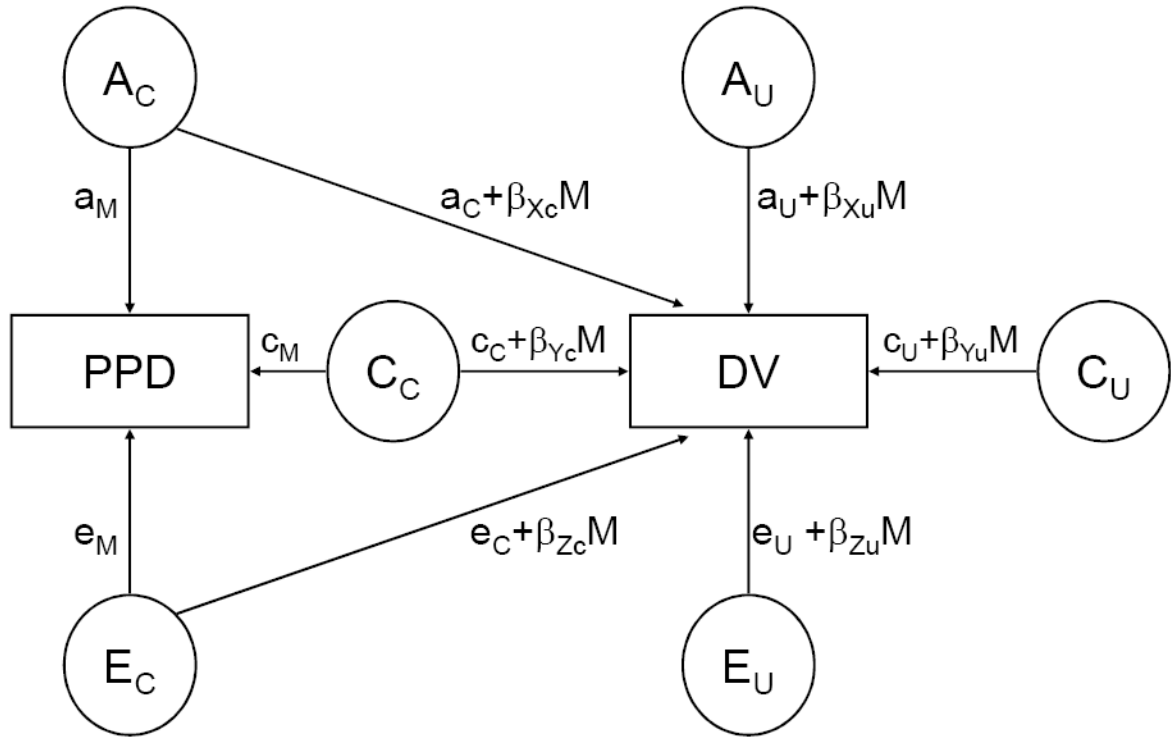 A_C
A_U
a_M
a_C+β_XcM
a_U+β_XuM
PPD
c_M
C_C
c_C+β_YcM
DV
c_U+β_YuM
C_U
e_M
e_C+β_ZcM
e_U +β_ZuM
E_C
E_U